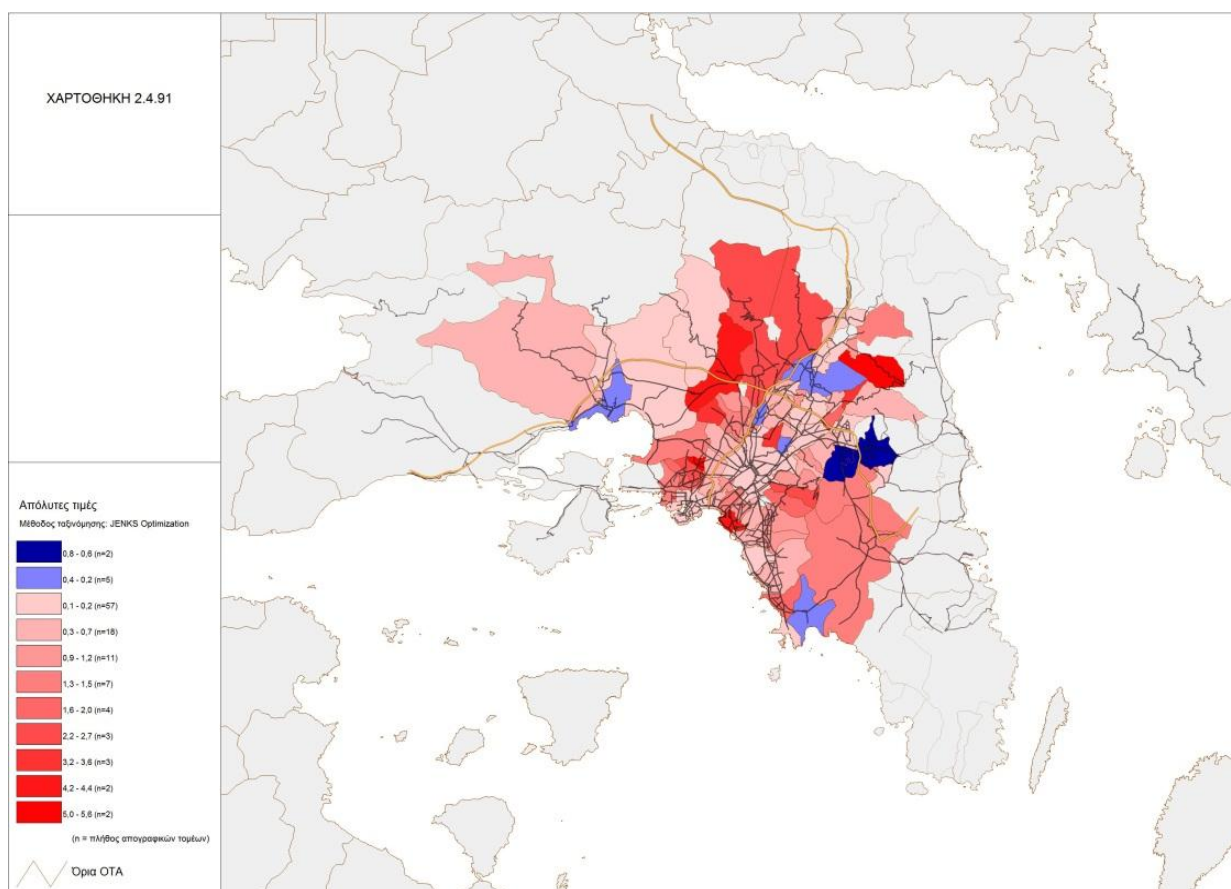 ΧΑΡΤΟΘΗΚΗ 2.4.91
Απόλυτες τιμές
Μέθοδος ταξινόμησης: JENKS Optimization
0,8 - 0,6 (n=2)
0,4 - 0,2 (n=5)
0,1 - 0,2 (n=57)
0,3 - 0,7 (n=18)
0,9 - 1,2 (n=11)
1,3 - 1,5 (n=7)
1,6 - 2,0 (n=4)
2,2 - 2,7 (n=3)
3,2 - 3,6 (n=3)
4,2 - 4,4 (n=2)
5,0 - 5,6 (n=2)
(n = πλήθος απογραφικών τομέων)
Όρια ΟΤΑ